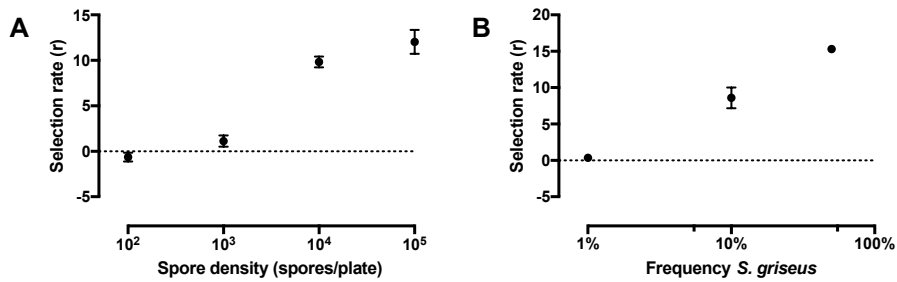 A
Selection rate (r)
15
10
5
0
-5
10² 10³ 10⁴ 10⁵
Spore density (spores/plate)
B
Selection rate (r)
20
15
10
5
0
-5
1% 10% 100%
Frequency S. griseus